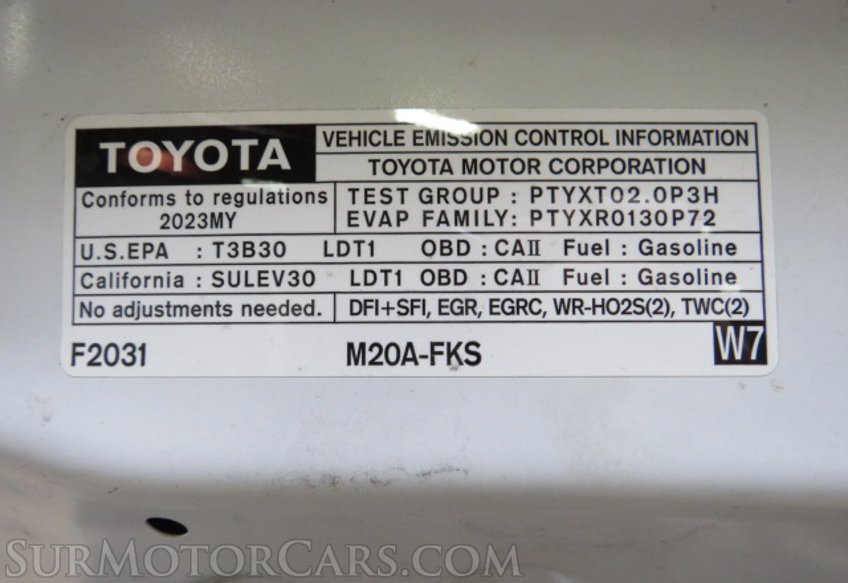 TOYOTA
VEHICLE EMISSION CONTROL INFORMATION
TOYOTA MOTOR CORPORATION
Conforms to regulations
2023MY
TEST GROUP : PTYXT02.0P3H
EVAP FAMILY: PTYXR0130P72
U.S.EPA : T3B30 LDT1 OBD : CAII Fuel : Gasoline
California : SULEV30 LDT1 OBD : CAII Fuel : Gasoline
No adjustments needed. DFI+SFI, EGR, EGRC, WR-HO2S(2), TWC(2)
F2031 M20A-FKS W7
SURMOTORCARS.COM